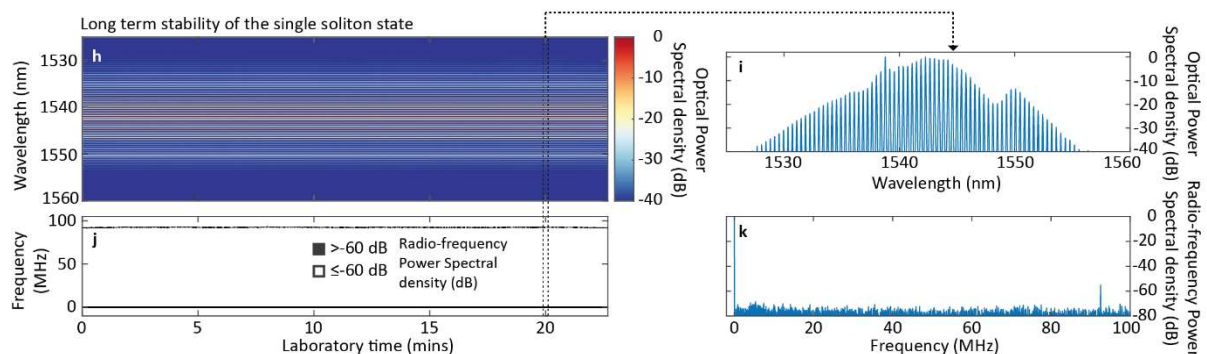 Long term stability of the single soliton state
h
Wavelength (nm)
1530
1540
1550
1560
0
-10
-20
-30
-40
Optical Power
Spectral density (dB)
i
0
-10
-20
-30
-40
Optical Power
Spectral density (dB)
1530
1540
1550
1560
Wavelength (nm)
j
Frequency
(MHz)
100
50
0
>-60 dB
≤-60 dB
Radio-frequency
Power Spectral
density (dB)
0
5
10
15
20
Laboratory time (mins)
k
0
-20
-40
-60
-80
Radio-frequency Power
Spectral density (dB)
0
20
40
60
80
100
Frequency (MHz)